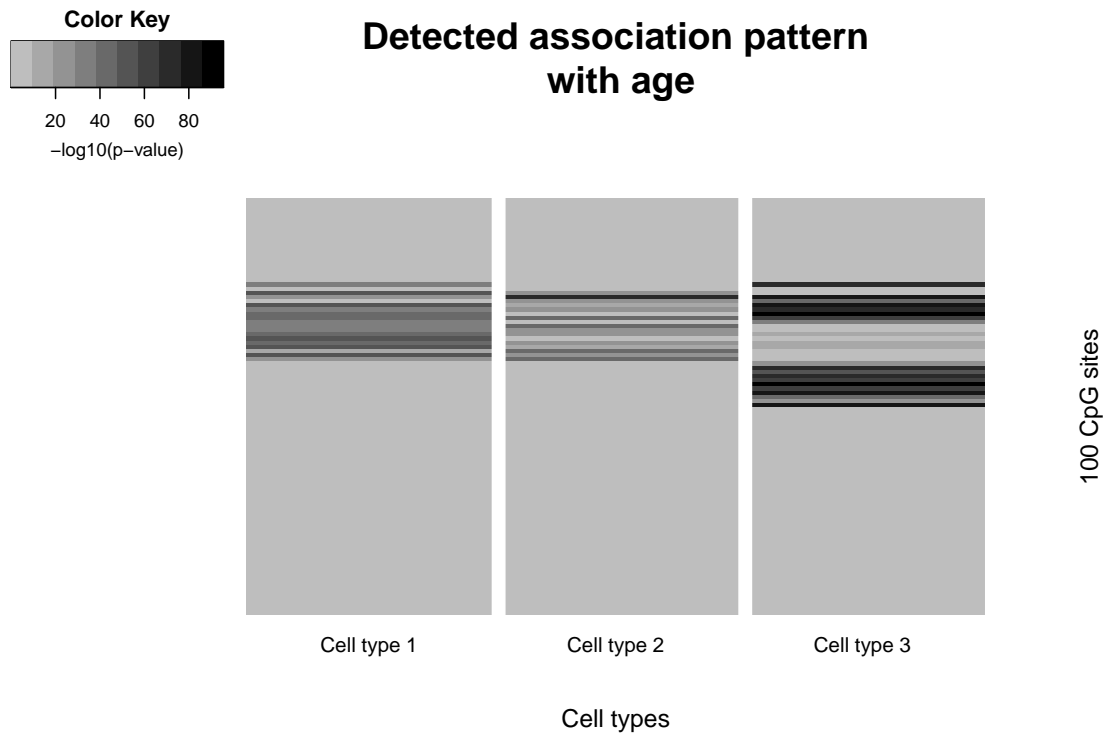 Color Key
20 40 60 80
−log10(p−value)
Detected association pattern
with age
100 CpG sites
Cell type 1
Cell type 2
Cell type 3
Cell types